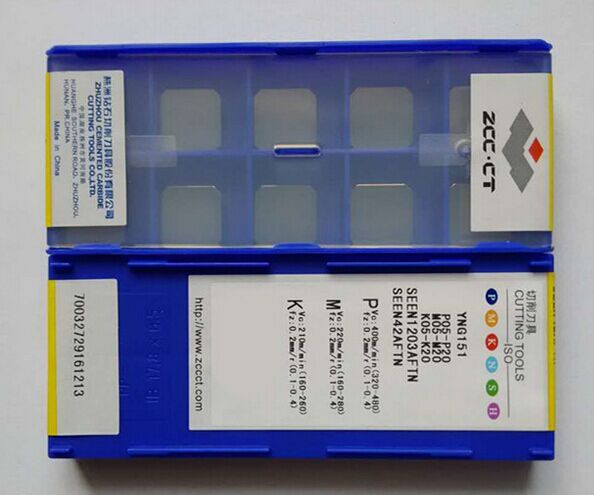 ZCC·CT
株洲钻石切削刀具股份有限公司
ZHUZHOU CEMENTED CARBIDE
CUTTING TOOLS CO.,LTD.
HUANGHE SOUTHERN ROAD, ZHUZHOU,
HUNAN, PR.CHINA
Made in China
切削刀具
CUTTING TOOLS
ISO
P M K N S H
YNG151
P05-P20
M05-M20
K05-K20
SEEN1203AFTN
SEEN42AFTN
P Vc:400m/min(320-480)
fz:0.2mm/r(0.1-0.4)
M Vc:220m/min(160-280)
fz:0.2mm/r(0.1-0.4)
K Vc:210m/min(160-260)
fz:0.2mm/r(0.1-0.4)
http://www.zccct.com
70032729161213